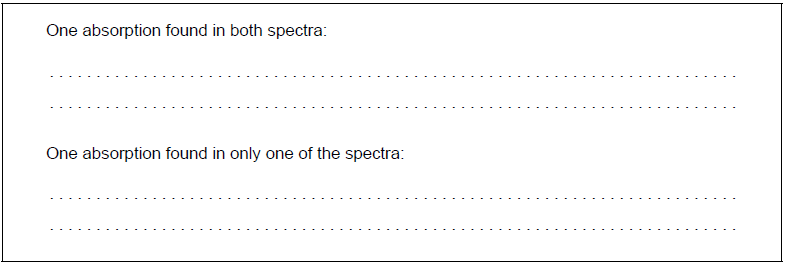 One absorption found in both spectra:
One absorption found in only one of the spectra: